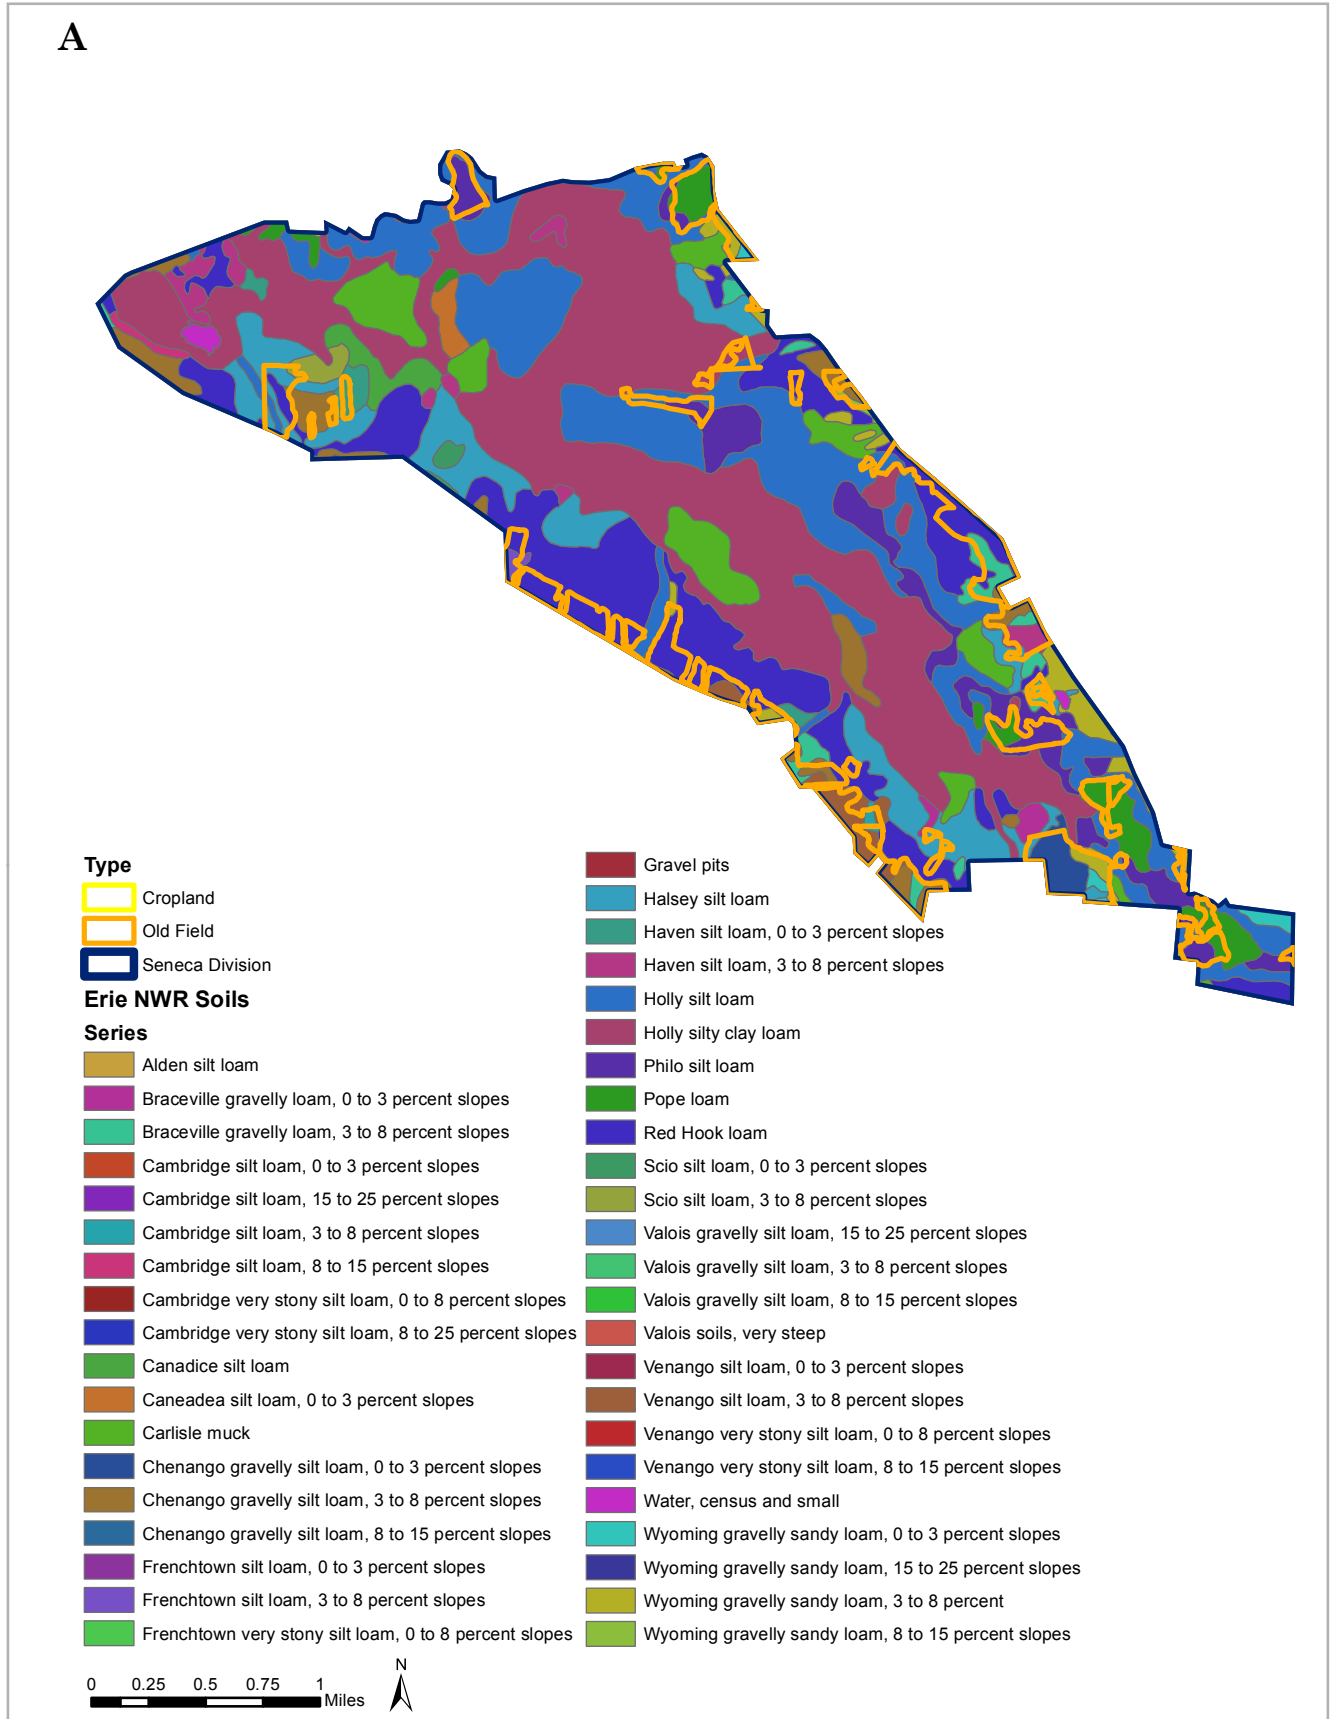 A
Type
Cropland
Old Field
Seneca Division
Erie NWR Soils
Series
Alden silt loam
Braceville gravelly loam, 0 to 3 percent slopes
Braceville gravelly loam, 3 to 8 percent slopes
Cambridge silt loam, 0 to 3 percent slopes
Cambridge silt loam, 15 to 25 percent slopes
Cambridge silt loam, 3 to 8 percent slopes
Cambridge silt loam, 8 to 15 percent slopes
Cambridge very stony silt loam, 0 to 8 percent slopes
Cambridge very stony silt loam, 8 to 25 percent slopes
Canadice silt loam
Caneadea silt loam, 0 to 3 percent slopes
Carlisle muck
Chenango gravelly silt loam, 0 to 3 percent slopes
Chenango gravelly silt loam, 3 to 8 percent slopes
Chenango gravelly silt loam, 8 to 15 percent slopes
Frenchtown silt loam, 0 to 3 percent slopes
Frenchtown silt loam, 3 to 8 percent slopes
Frenchtown very stony silt loam, 0 to 8 percent slopes
Gravel pits
Halsey silt loam
Haven silt loam, 0 to 3 percent slopes
Haven silt loam, 3 to 8 percent slopes
Holly silt loam
Holly silty clay loam
Philo silt loam
Pope loam
Red Hook loam
Scio silt loam, 0 to 3 percent slopes
Scio silt loam, 3 to 8 percent slopes
Valois gravelly silt loam, 15 to 25 percent slopes
Valois gravelly silt loam, 3 to 8 percent slopes
Valois gravelly silt loam, 8 to 15 percent slopes
Valois soils, very steep
Venango silt loam, 0 to 3 percent slopes
Venango silt loam, 3 to 8 percent slopes
Venango very stony silt loam, 0 to 8 percent slopes
Venango very stony silt loam, 8 to 15 percent slopes
Water, census and small
Wyoming gravelly sandy loam, 0 to 3 percent slopes
Wyoming gravelly sandy loam, 15 to 25 percent slopes
Wyoming gravelly sandy loam, 3 to 8 percent
Wyoming gravelly sandy loam, 8 to 15 percent slopes
0 0.25 0.5 0.75 1
Miles
N